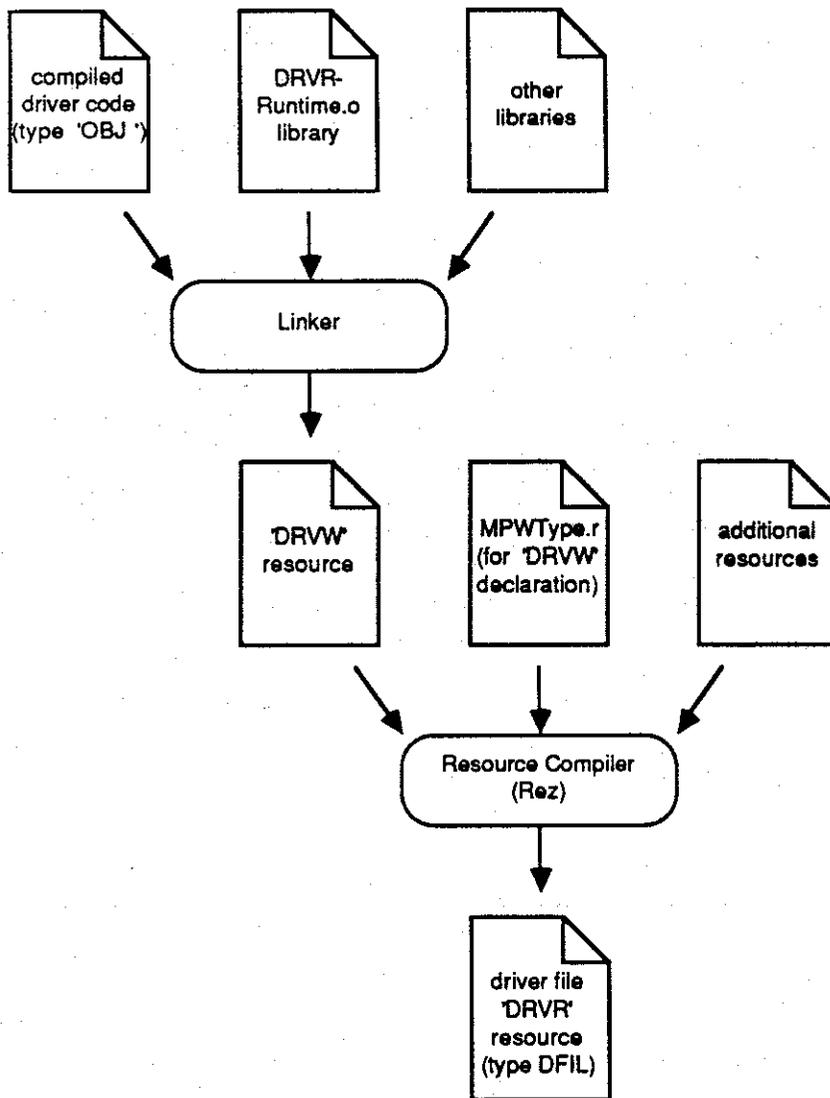 compiled
driver code
(type 'OBJ ')
DRVR-
Runtime.o
library
other
libraries
Linker
'DRVW'
resource
MPWType.r
(for 'DRVW'
declaration)
additional
resources
Resource Compiler
(Rez)
driver file
'DRVR'
resource
(type DFIL)